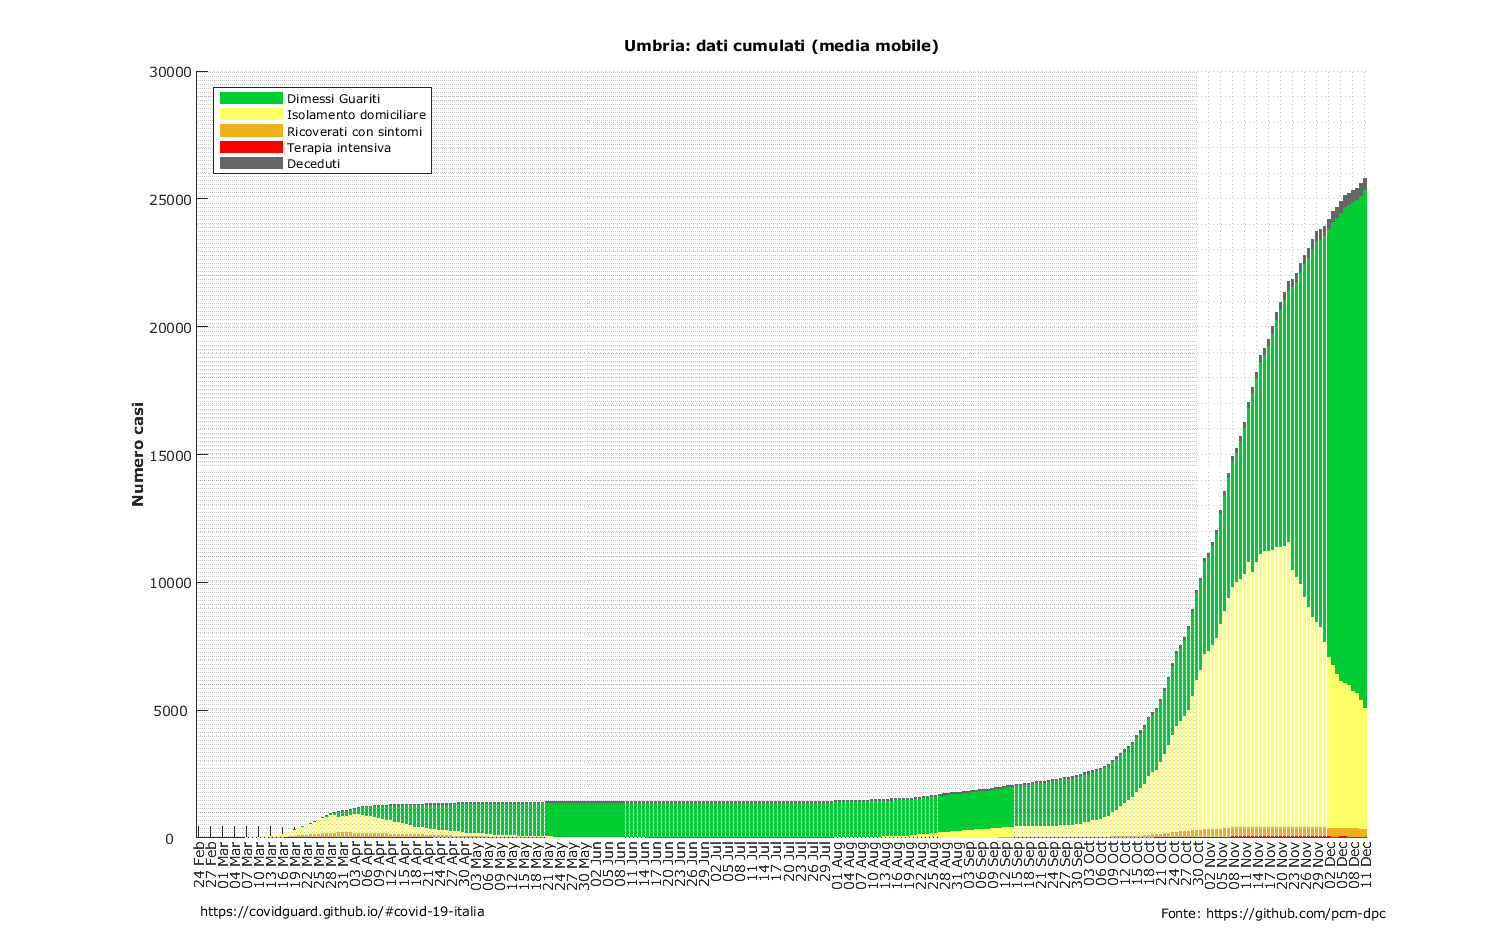 Umbria: dati cumulati (media mobile)
30000
25000
20000
15000
10000
5000
0
Numero casi
Dimessi Guariti
Isolamento domiciliare
Ricoverati con sintomi
Terapia intensiva
Deceduti
24 Feb
27 Feb
01 Mar
04 Mar
07 Mar
10 Mar
13 Mar
16 Mar
19 Mar
22 Mar
25 Mar
28 Mar
31 Mar
03 Apr
06 Apr
09 Apr
12 Apr
15 Apr
18 Apr
21 Apr
24 Apr
27 Apr
30 Apr
03 May
06 May
09 May
12 May
15 May
18 May
21 May
24 May
27 May
30 May
02 Jun
05 Jun
08 Jun
11 Jun
14 Jun
17 Jun
20 Jun
23 Jun
26 Jun
29 Jun
02 Jul
05 Jul
08 Jul
11 Jul
14 Jul
17 Jul
20 Jul
23 Jul
26 Jul
29 Jul
01 Aug
04 Aug
07 Aug
10 Aug
13 Aug
16 Aug
19 Aug
22 Aug
25 Aug
28 Aug
31 Aug
03 Sep
06 Sep
09 Sep
12 Sep
15 Sep
18 Sep
21 Sep
24 Sep
27 Sep
30 Sep
03 Oct
06 Oct
09 Oct
12 Oct
15 Oct
18 Oct
21 Oct
24 Oct
27 Oct
30 Oct
02 Nov
05 Nov
08 Nov
11 Nov
14 Nov
17 Nov
20 Nov
23 Nov
26 Nov
29 Nov
02 Dec
05 Dec
08 Dec
11 Dec
https://covidguard.github.io/#covid-19-italia
Fonte: https://github.com/pcm-dpc